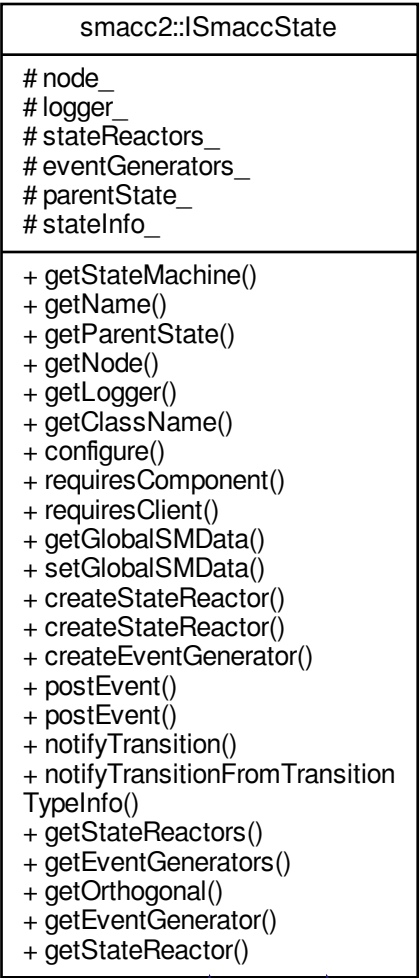 smacc2::ISmaccState
# node_
# logger_
# stateReactors_
# eventGenerators_
# parentState_
# stateInfo_
+ getStateMachine()
+ getName()
+ getParentState()
+ getNode()
+ getLogger()
+ getClassName()
+ configure()
+ requiresComponent()
+ requiresClient()
+ getGlobalSMData()
+ setGlobalSMData()
+ createStateReactor()
+ createStateReactor()
+ createEventGenerator()
+ postEvent()
+ postEvent()
+ notifyTransition()
+ notifyTransitionFromTransition
TypeInfo()
+ getStateReactors()
+ getEventGenerators()
+ getOrthogonal()
+ getEventGenerator()
+ getStateReactor()